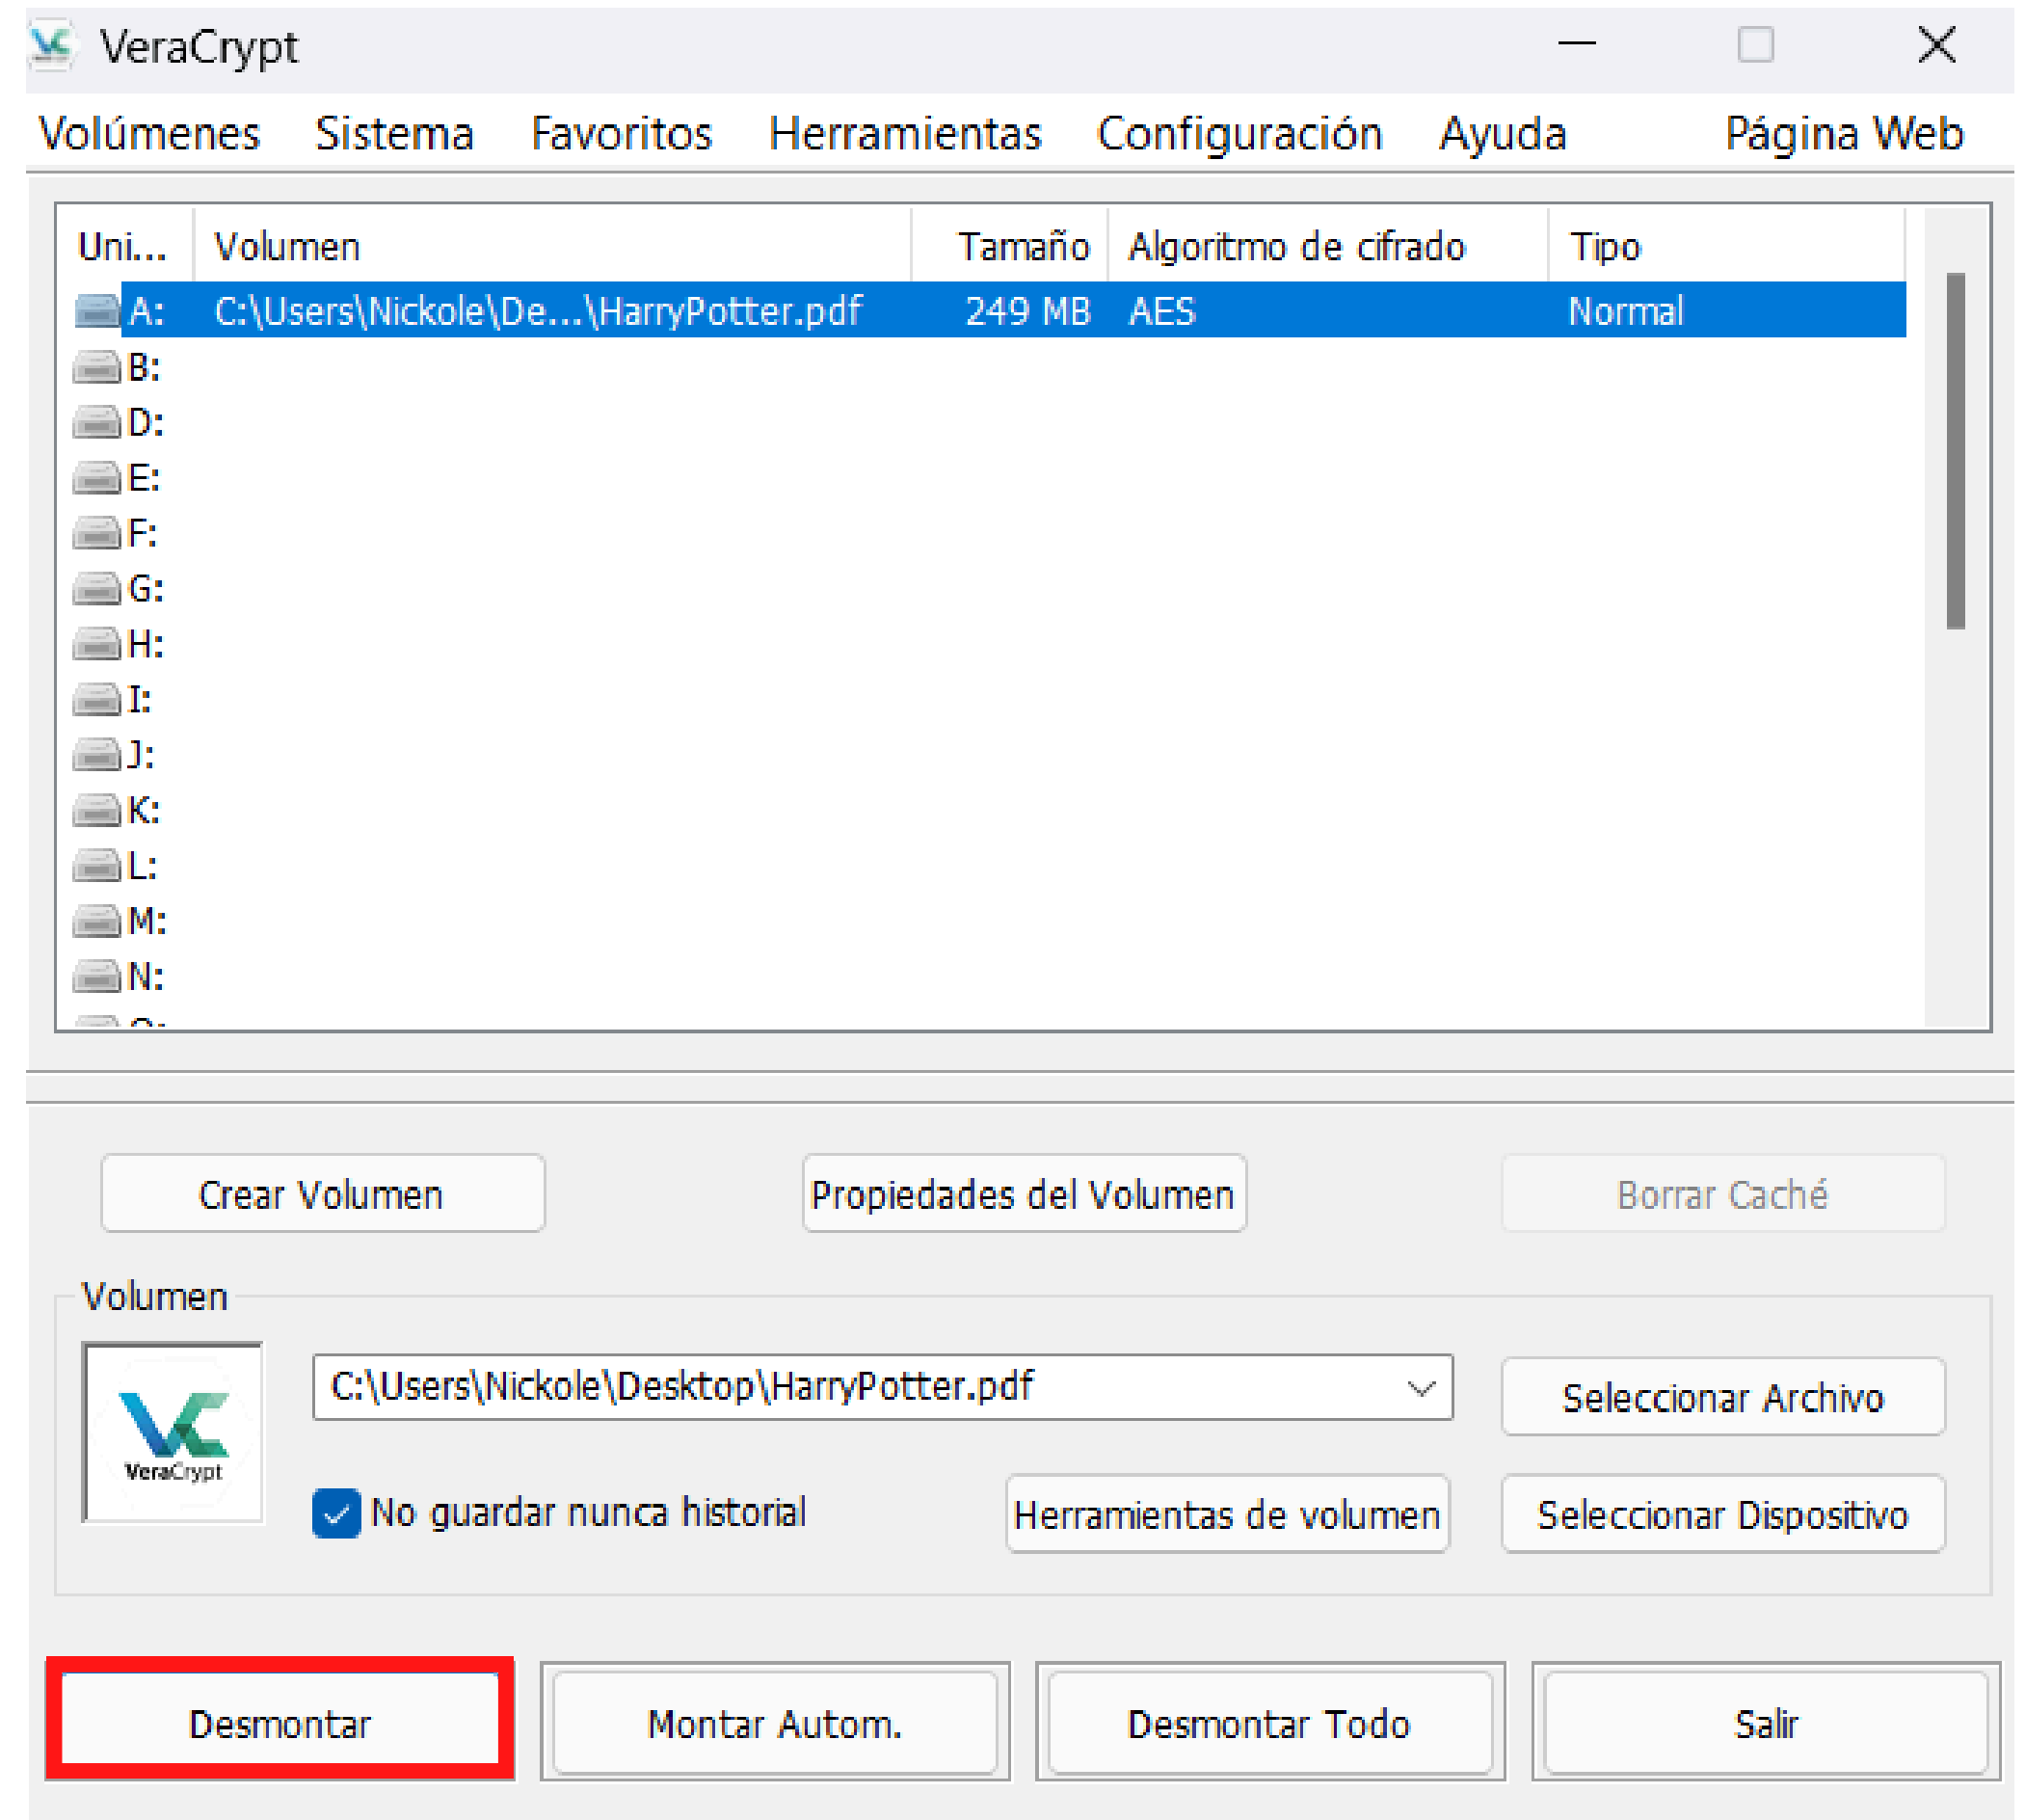 VeraCrypt
Volúmenes Sistema Favoritos Herramientas Configuración Ayuda Página Web
Uni... Volumen Tamaño Algoritmo de cifrado Tipo
A: C:\Users\Nickole\De...\HarryPotter.pdf 249 MB AES Normal
B:
D:
E:
F:
G:
H:
I:
J:
K:
L:
M:
N:
Crear Volumen Propiedades del Volumen Borrar Caché
Volumen
C:\Users\Nickole\Desktop\HarryPotter.pdf Seleccionar Archivo
VeraCrypt
No guardar nunca historial Herramientas de volumen Seleccionar Dispositivo
Desmontar Montar Autom. Desmontar Todo Salir